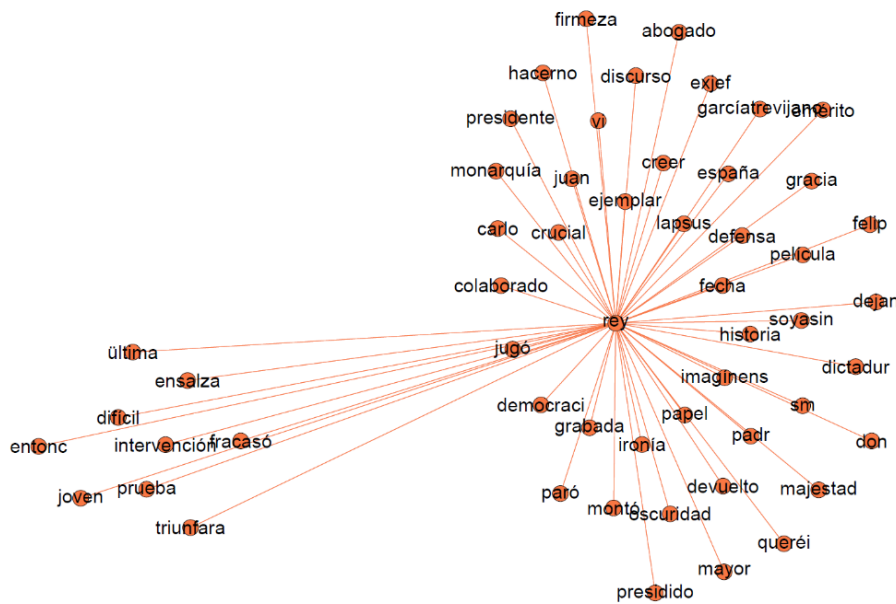 firmeza
abogado
hacerno
discurso
exjef
garcíatrevijano
emérito
presidente
vi
monarquía
juan
creer
españa
gracia
ejemplar
carlo
crucial
lapsus
defensa
felip
película
colaborado
fecha
dejan
rey
soyasin
historia
última
jugó
ensalza
imaginens
dictadur
difícil
democraci
papel
sm
entonc
intervención
fracasó
grabada
ironía
padr
don
joven
prueba
paró
devuelto
majestad
montó
oscuridad
triunfara
queréi
mayor
presidido